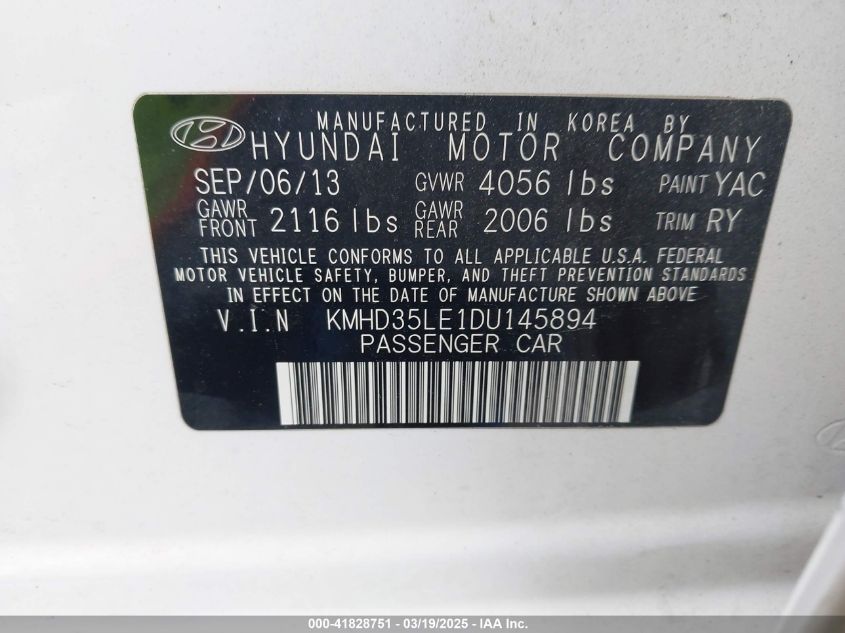 MANUFACTURED IN KOREA BY
HYUNDAI MOTOR COMPANY
SEP/06/13 GVWR 4056 lbs PAINT YAC
GAWR FRONT 2116 lbs GAWR REAR 2006 lbs TRIM RY
THIS VEHICLE CONFORMS TO ALL APPLICABLE U.S.A. FEDERAL
MOTOR VEHICLE SAFETY, BUMPER, AND THEFT PREVENTION STANDARDS
IN EFFECT ON THE DATE OF MANUFACTURE SHOWN ABOVE
V.I.N KMHD35LE1DU145894
PASSENGER CAR
000-41828751 - 03/19/2025 - IAA Inc.